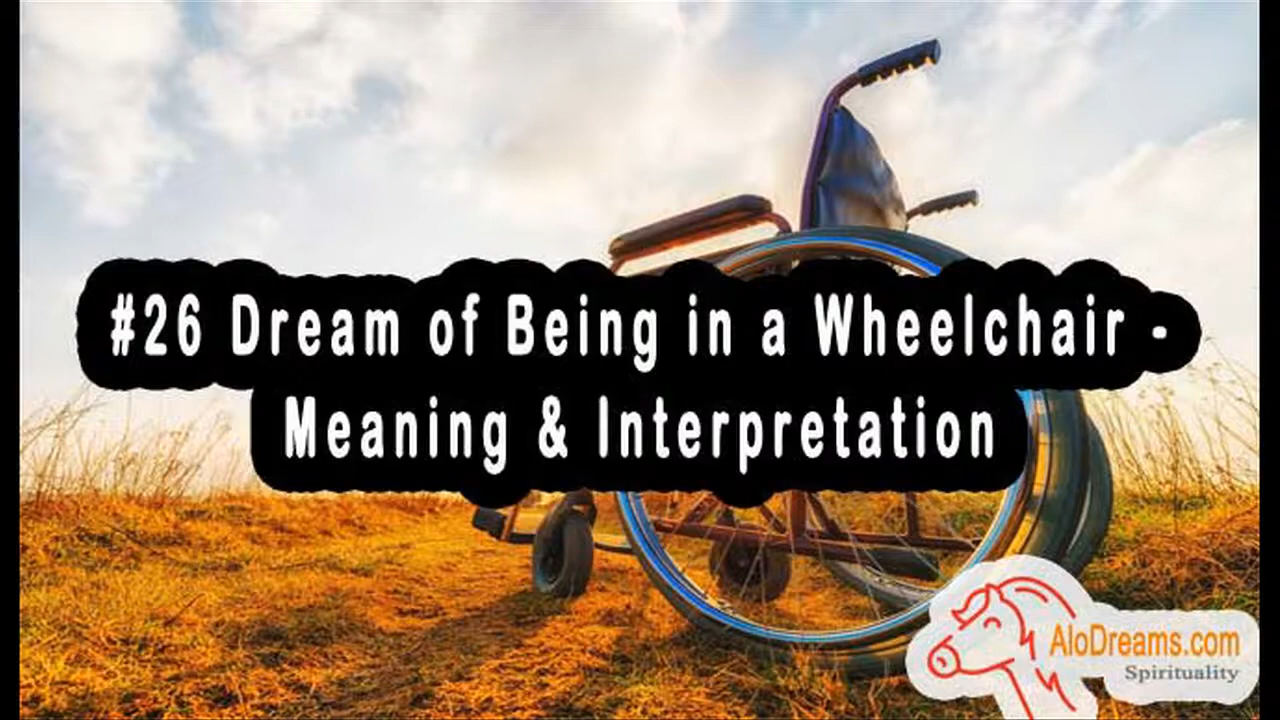 #26 Dream of Being in a Wheelchair -
Meaning & Interpretation
AloDreams.com
Spirituality